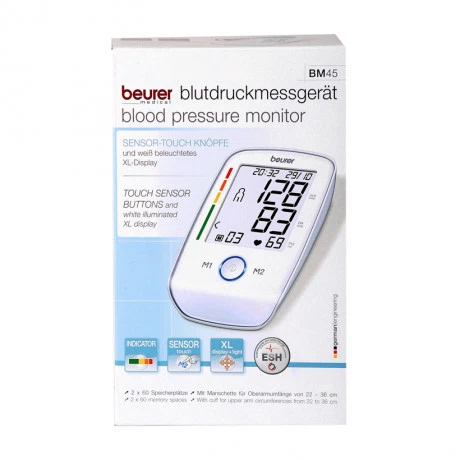 BM45
beurer blutdruckmessgerät
medical
blood pressure monitor
SENSOR-TOUCH KNÖPFE
und weiß beleuchtetes
XL-Display
TOUCH SENSOR
BUTTONS and
white illuminated
XL display
beurer
20:32 29/10
128
83
03 69
M1 M2
germanengineering
INDICATOR
SENSOR
touch
XL
display + light
ESH
2 x 60 Speicherplätze
Mit Manschette für Oberarmumfänge von 22 - 36 cm
2 x 60 memory spaces
With cuff for upper arm circumferences from 22 to 36 cm